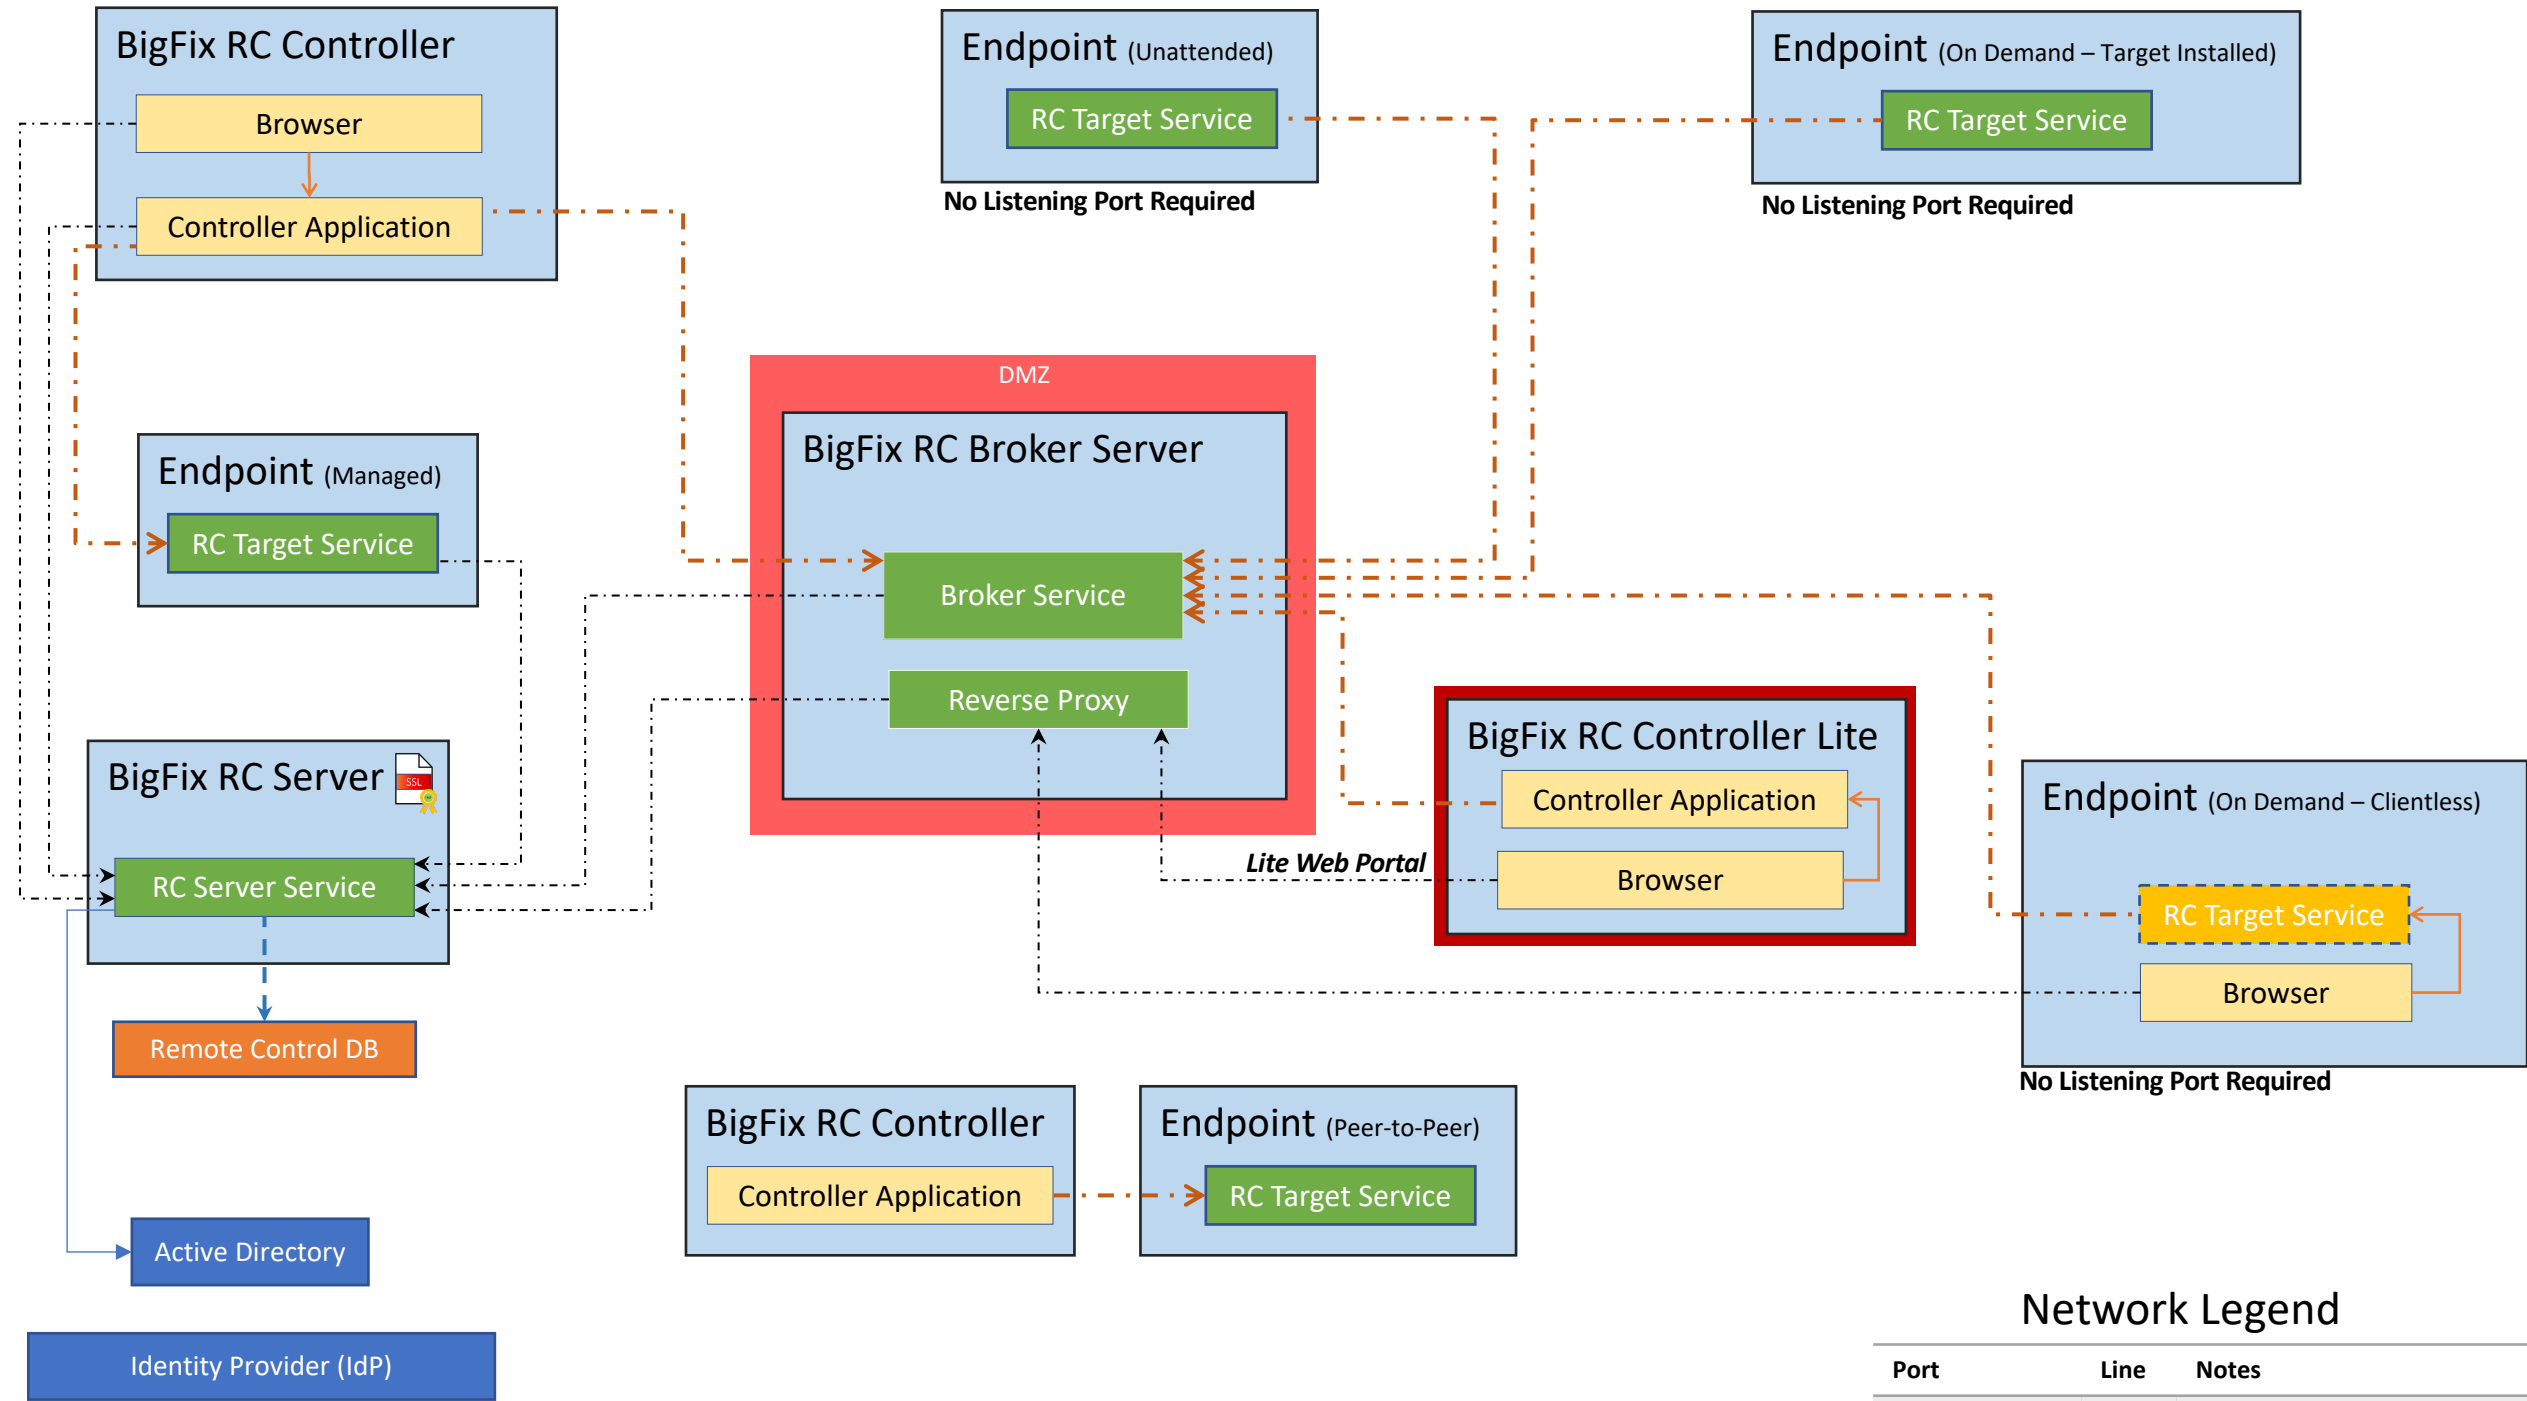 BigFix RC Controller
Browser
Controller Application
Endpoint (Unattended)
RC Target Service
No Listening Port Required
Endpoint (On Demand – Target Installed)
RC Target Service
No Listening Port Required
DMZ
BigFix RC Broker Server
Broker Service
Reverse Proxy
Endpoint (Managed)
RC Target Service
BigFix RC Server
SSL
RC Server Service
Remote Control DB
Active Directory
Identity Provider (IdP)
BigFix RC Controller Lite
Controller Application
Browser
Lite Web Portal
Endpoint (On Demand – Clientless)
RC Target Service
Browser
No Listening Port Required
BigFix RC Controller
Controller Application
Endpoint (Peer-to-Peer)
RC Target Service
Network Legend
Port Line Notes